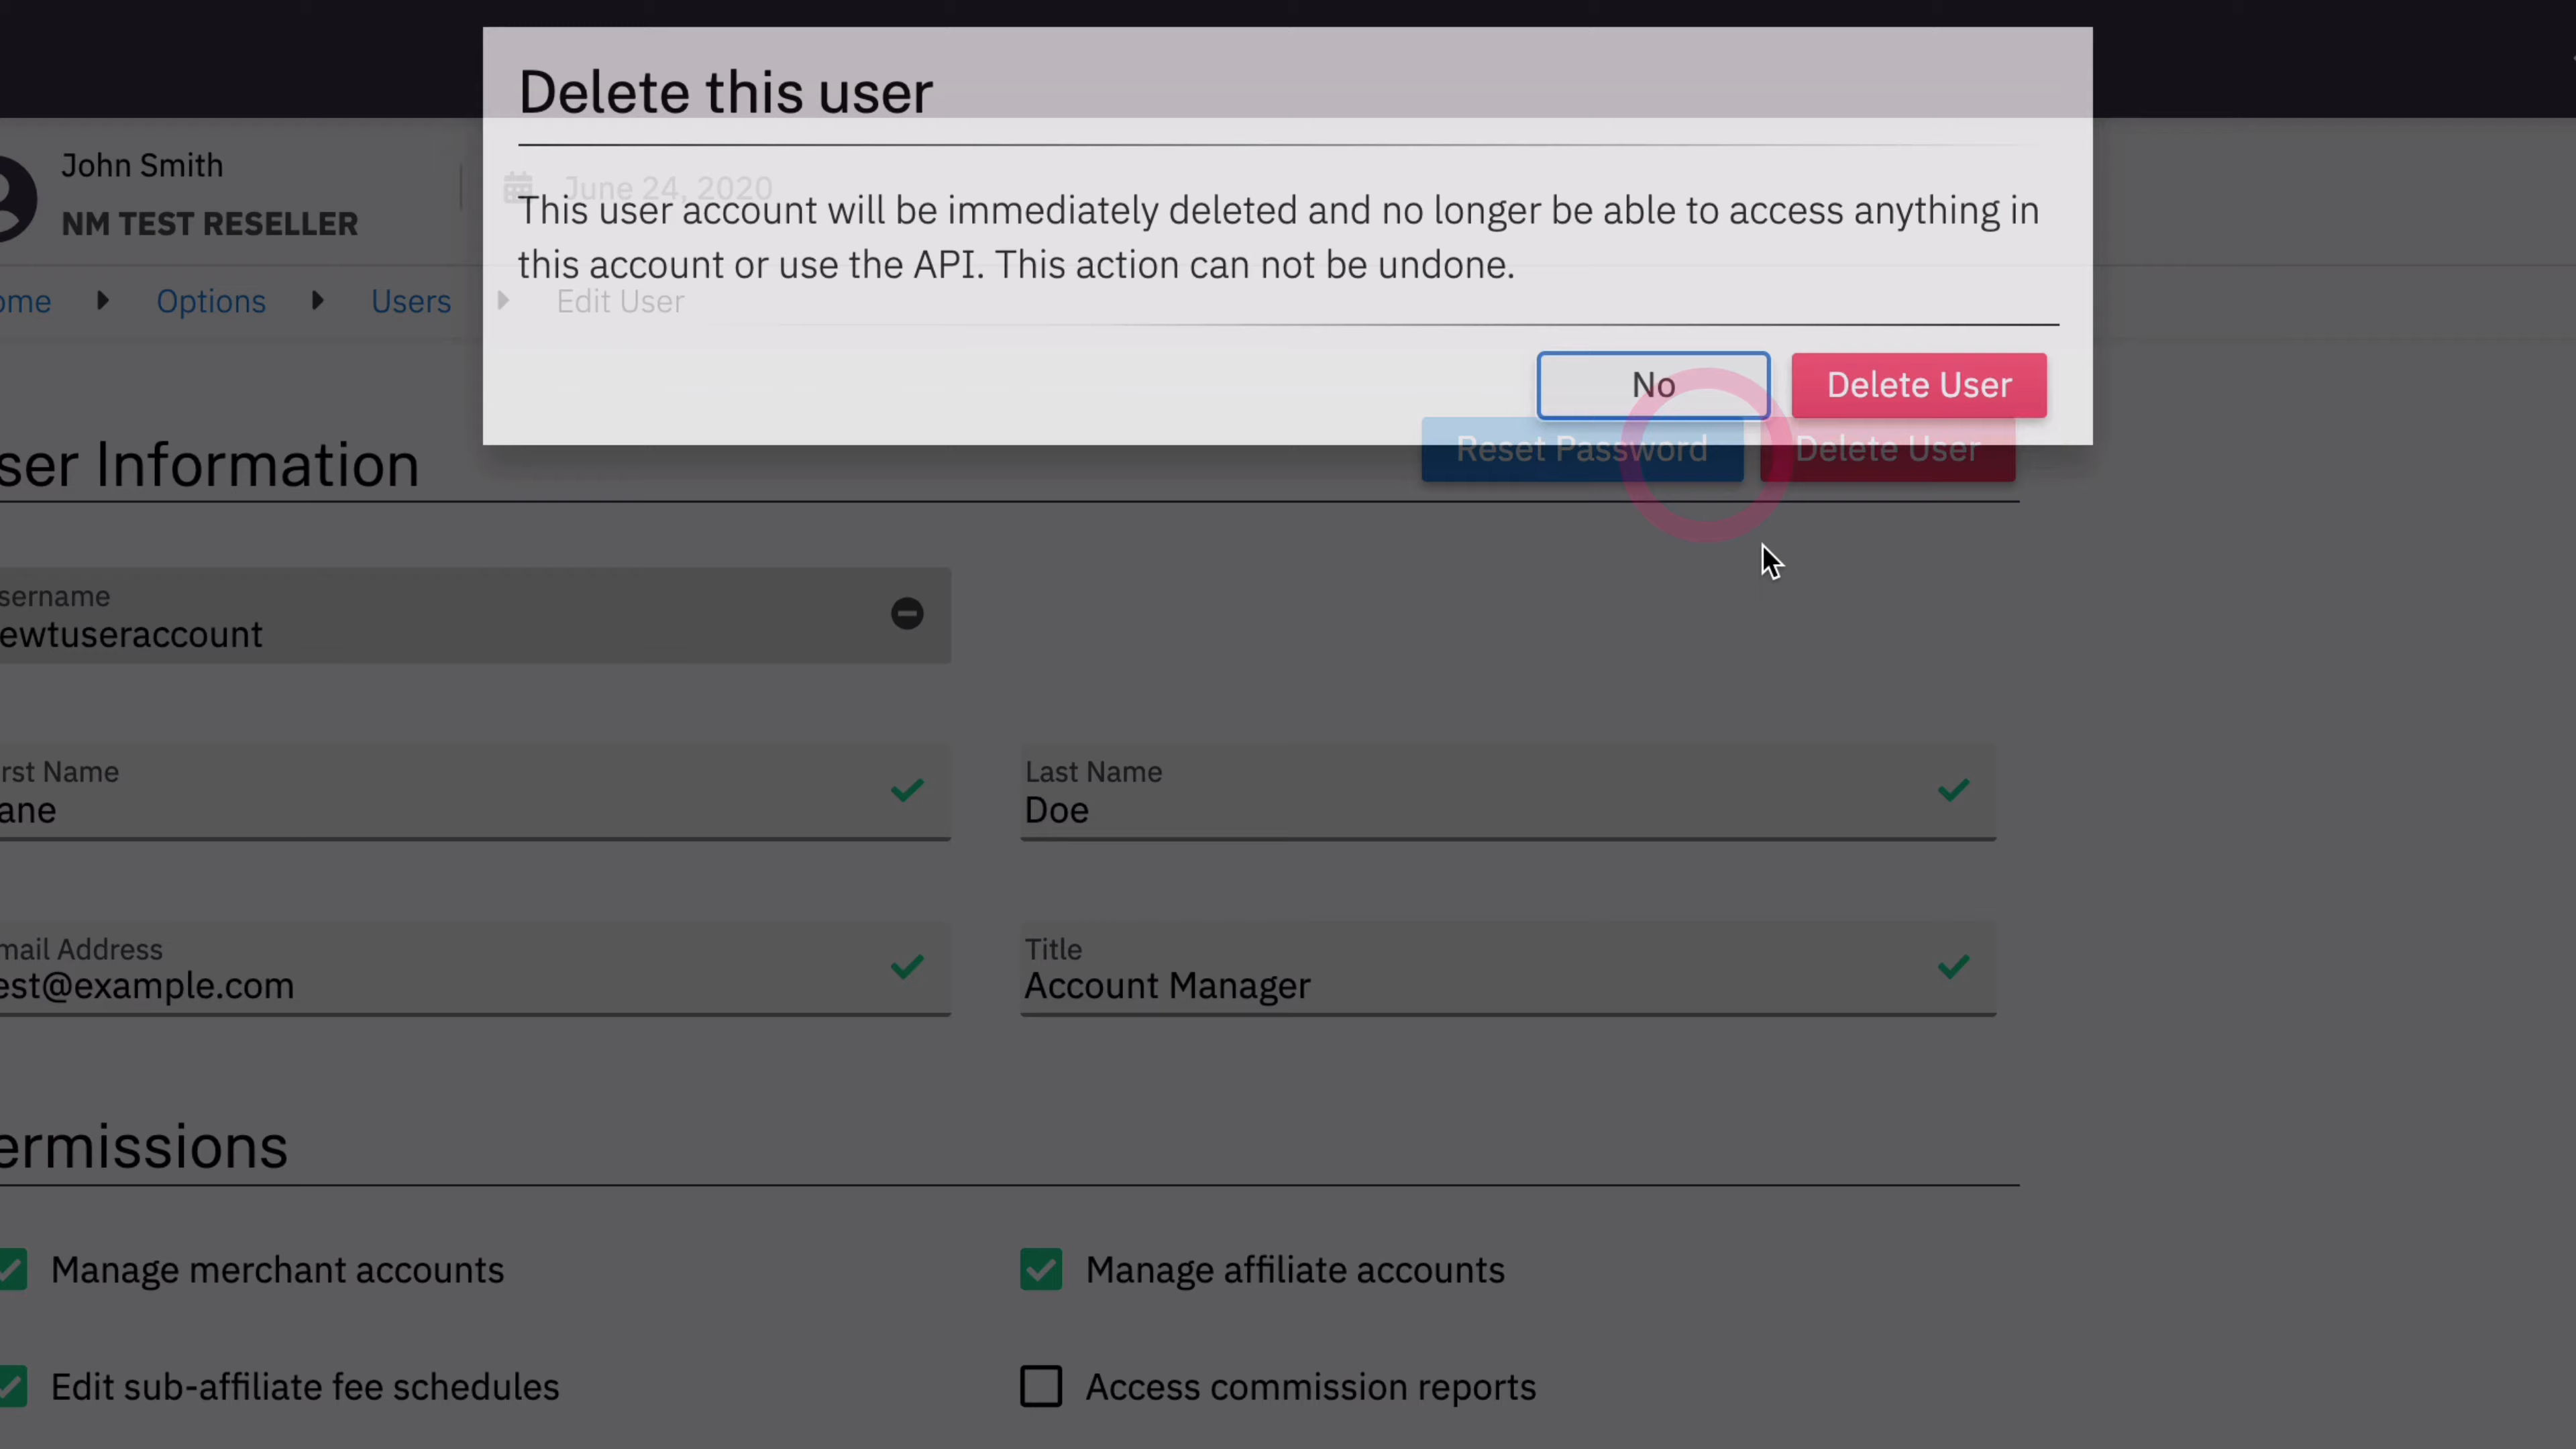 Delete this user
John Smith
June 24, 2020
This user account will be immediately deleted and no longer be able to access anything in
NM TEST RESELLER
this account or use the API. This action can not be undone.
ome
Options
Users
Edit User
No
Delete User
ser Information
Reset Password
Delete User
sername
ewtuseraccount
rst Name
ane
Last Name
Doe
mail Address
est@example.com
Title
Account Manager
ermissions
Manage merchant accounts
Manage affiliate accounts
Edit sub-affiliate fee schedules
Access commission reports